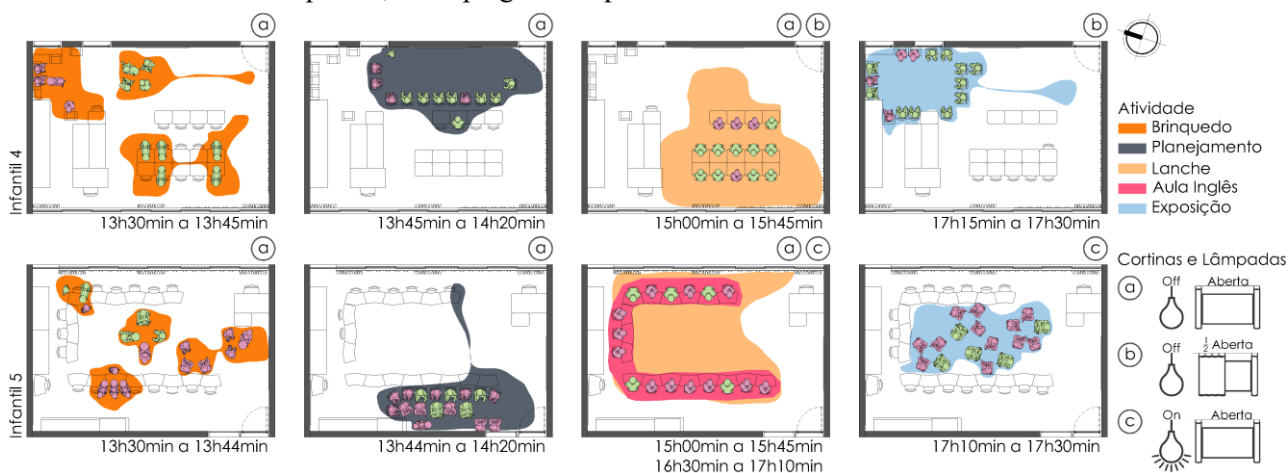 a
a
a b
b
Infantil 4
13h30min a 13h45min
13h45min a 14h20min
15h00min a 15h45min
17h15min a 17h30min
Atividade
Brinquedo
Planejamento
Lanche
Aula Inglês
Exposição
a
a
a c
c
Infantil 5
13h30min a 13h44min
13h44min a 14h20min
15h00min a 15h45min
16h30min a 17h10min
17h10min a 17h30min
Cortinas e Lâmpadas
a Off Aberta
b Off ½ Aberta
c On Aberta